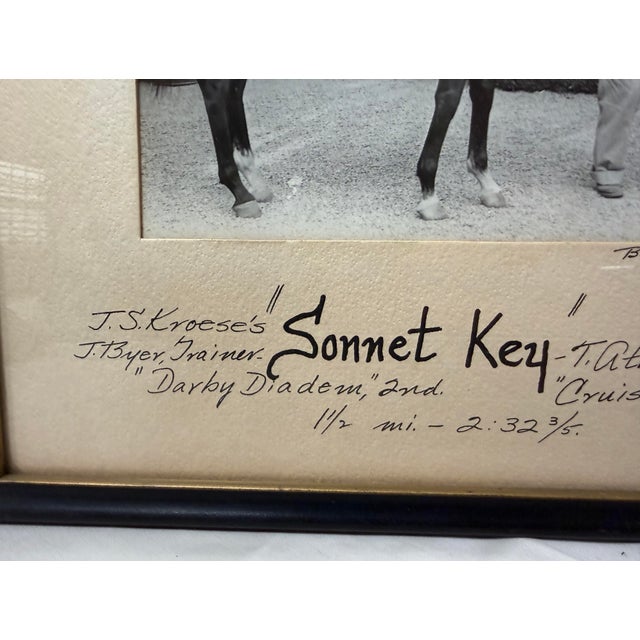 B
J.S. Kroese's "Sonnet Key"
J. Byer, Trainer- - T. At
"Darby Diadem," 2nd. "Cruis
1 1/2 mi. - 2:32 3/5.